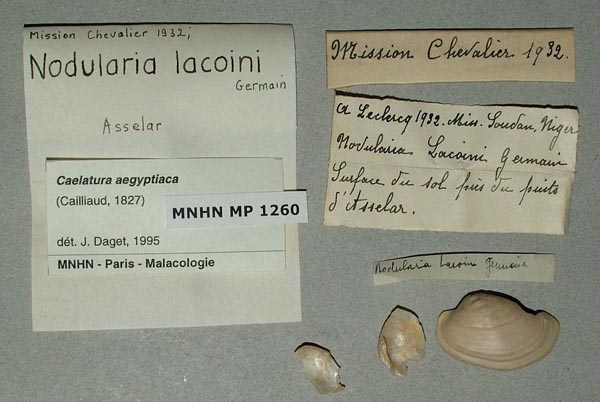 Mission Chevalier 1932;
Nodularia lacoini
Germain
Asselar
Caelatura aegyptiaca
(Cailliaud, 1827)
dét. J. Daget, 1995
MNHN - Paris - Malacologie
MNHN MP 1260
Mission Chevalier 1932.
Leclercq 1932. Miss. Soudan, Niger
Nodularia Lacoini Germain
Surface du sol près du puits
d'Asselar.
Nodularia Lacoini Germain